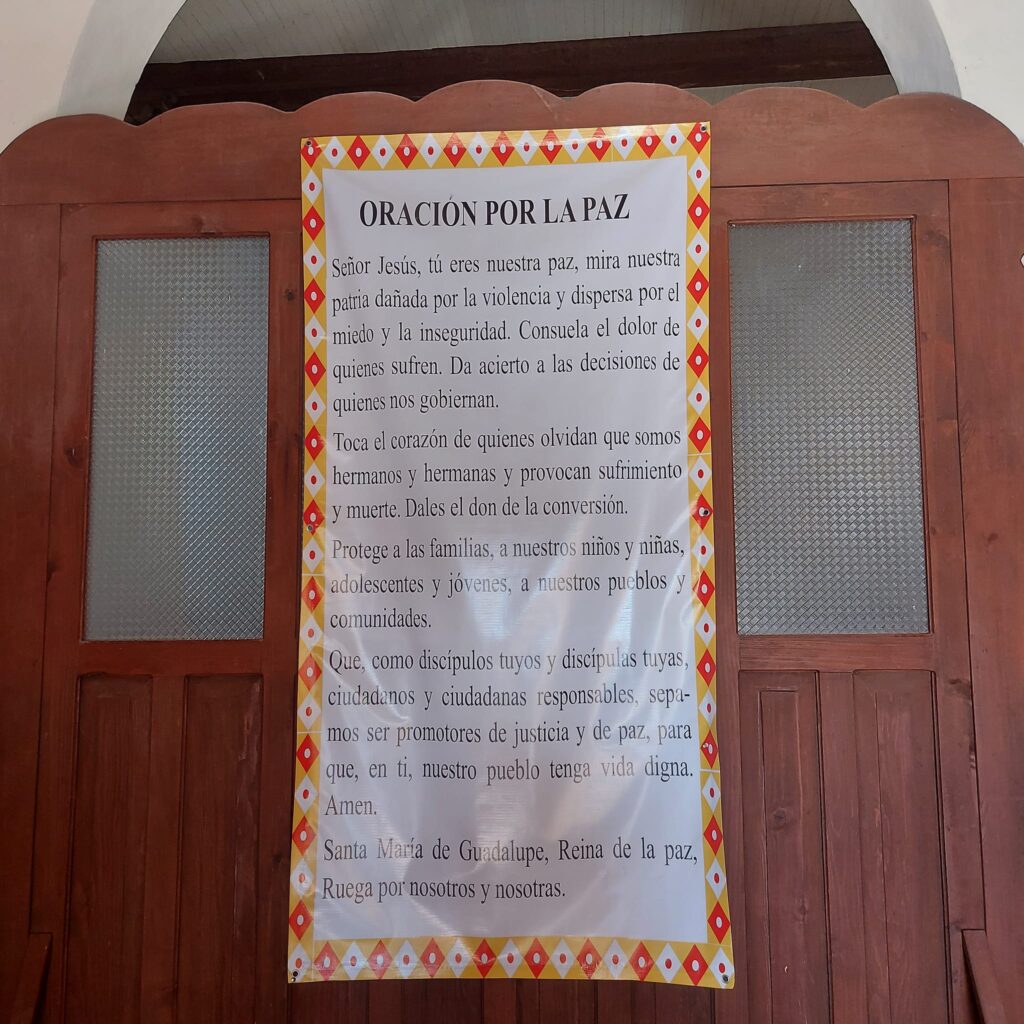 ORACIÓN POR LA PAZ
Señor Jesús, tú eres nuestra paz, mira nuestra
patria dañada por la violencia y dispersa por el
miedo y la inseguridad. Consuela el dolor de
quienes sufren. Da acierto a las decisiones de
quienes nos gobiernan.
Toca el corazón de quienes olvidan que somos
hermanos y hermanas y provocan sufrimiento
y muerte. Dales el don de la conversión.
Protege a las familias, a nuestros niños y niñas,
adolescentes y jóvenes, a nuestros pueblos y
comunidades.
Que, como discípulos tuyos y discípulas tuyas,
ciudadanos y ciudadanas responsables, sepa-
mos ser promotores de justicia y de paz, para
que, en ti, nuestro pueblo tenga vida digna.
Amen.
Santa María de Guadalupe, Reina de la paz,
Ruega por nosotros y nosotras.